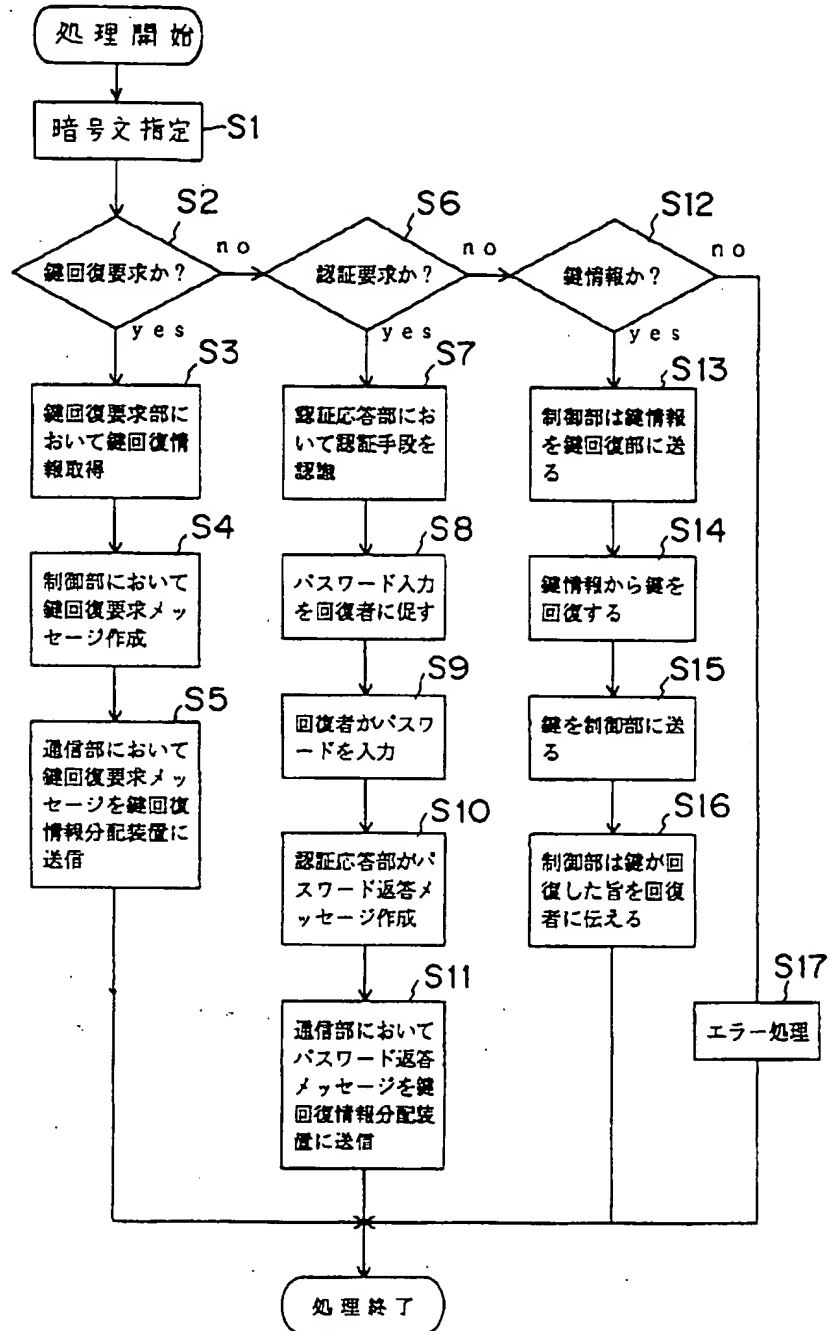 処理開始
暗号文指定
S1
S2
鍵回復要求か?
no
yes
S3
鍵回復要求部に
おいて鍵回復情
報取得
S4
制御部において
鍵回復要求メッ
セージ作成
S5
通信部において
鍵回復要求メッ
セージを鍵回復
情報分配装置に
送信
S6
認証要求か?
no
yes
S7
認証応答部にお
いて認証手段を
認識
S8
パスワード入力
を回復者に促す
S9
回復者がパスワ
ードを入力
S10
認証応答部がパ
スワード返答メ
ッセージ作成
S11
通信部において
パスワード返答
メッセージを鍵
回復情報分配装
置に送信
S12
鍵情報か?
no
yes
S13
制御部は鍵情報
を鍵回復部に送
る
S14
鍵情報から鍵を
回復する
S15
鍵を制御部に送
る
S16
制御部は鍵が回
復した旨を回復
者に伝える
S17
エラー処理
処理終了